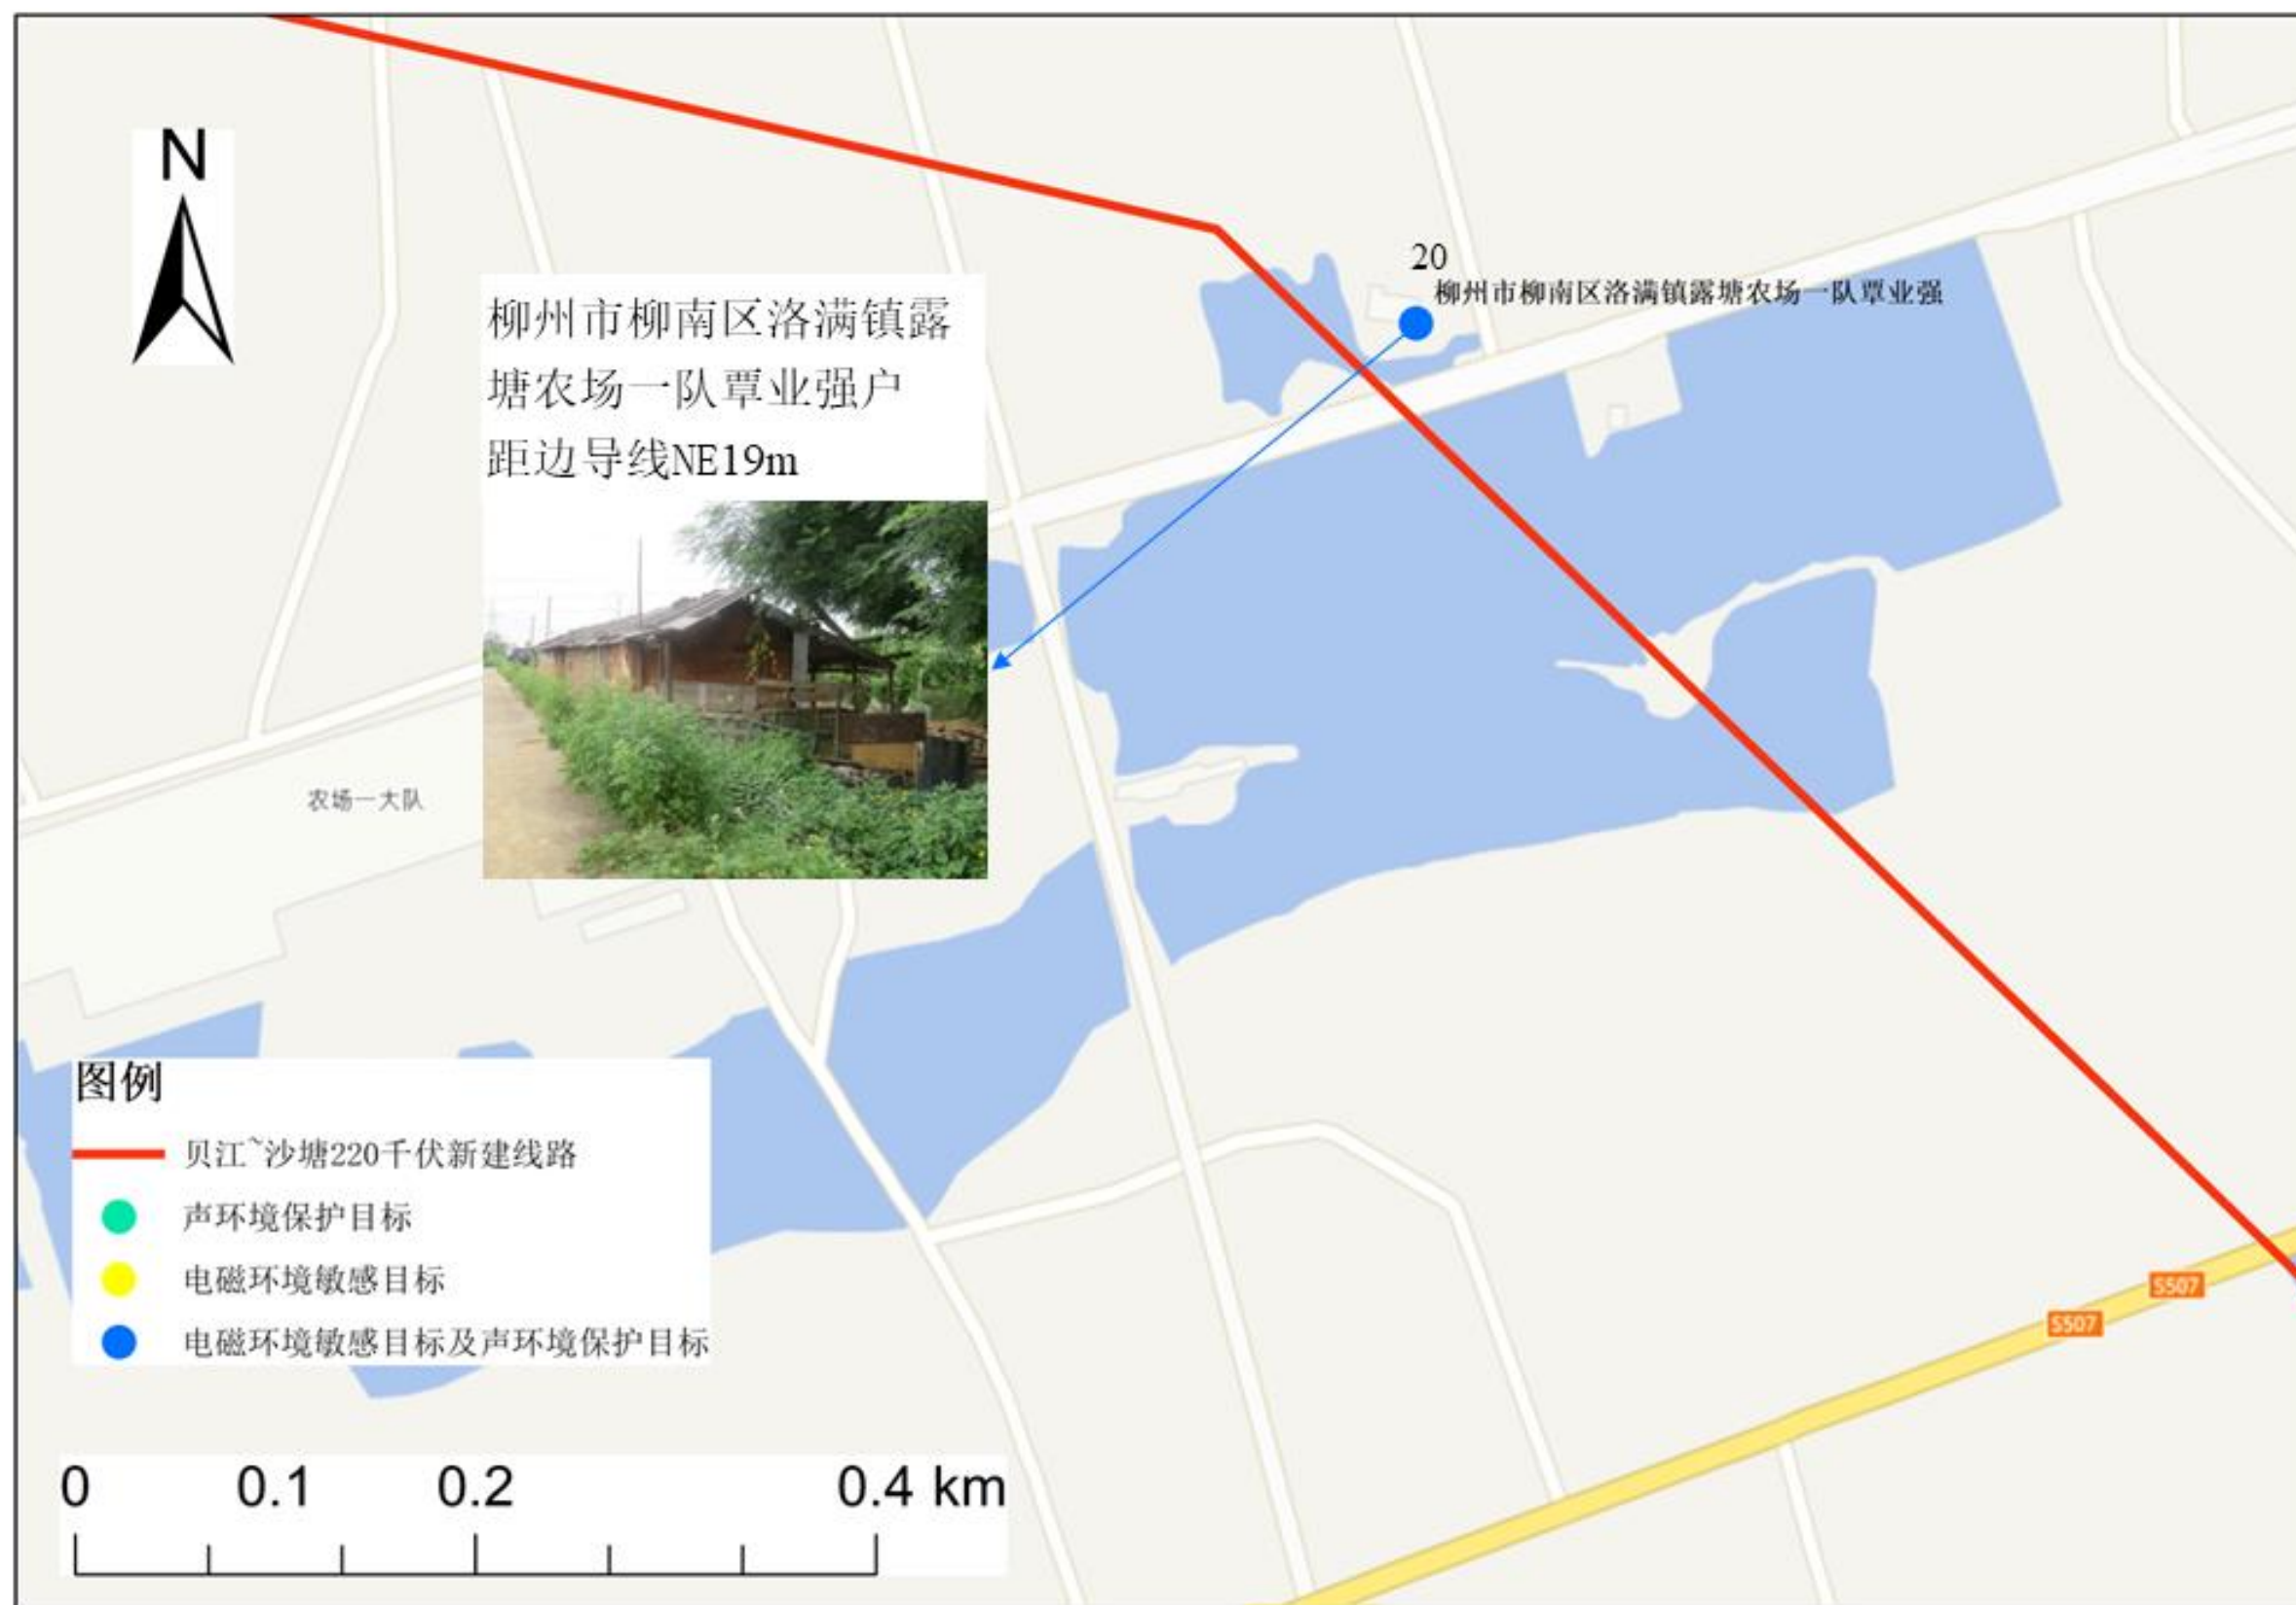 N
20
柳州市柳南区洛满镇露塘农场一队覃业强
柳州市柳南区洛满镇露
塘农场一队覃业强户
距边导线NE19m
农场一大队
图例
贝江~沙塘220千伏新建线路
声环境保护目标
电磁环境敏感目标
电磁环境敏感目标及声环境保护目标
S507
S507
0 0.1 0.2 0.4 km